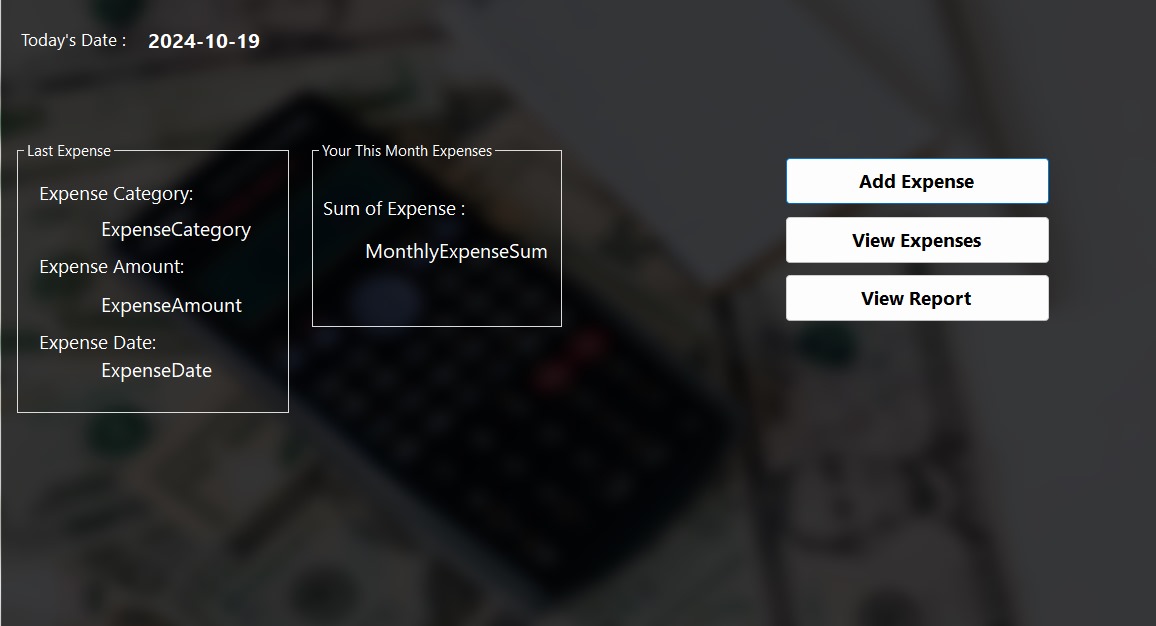 Today's Date : 2024-10-19
Last Expense
Expense Category:
ExpenseCategory
Expense Amount:
ExpenseAmount
Expense Date:
ExpenseDate
Your This Month Expenses
Sum of Expense :
MonthlyExpenseSum
Add Expense
View Expenses
View Report